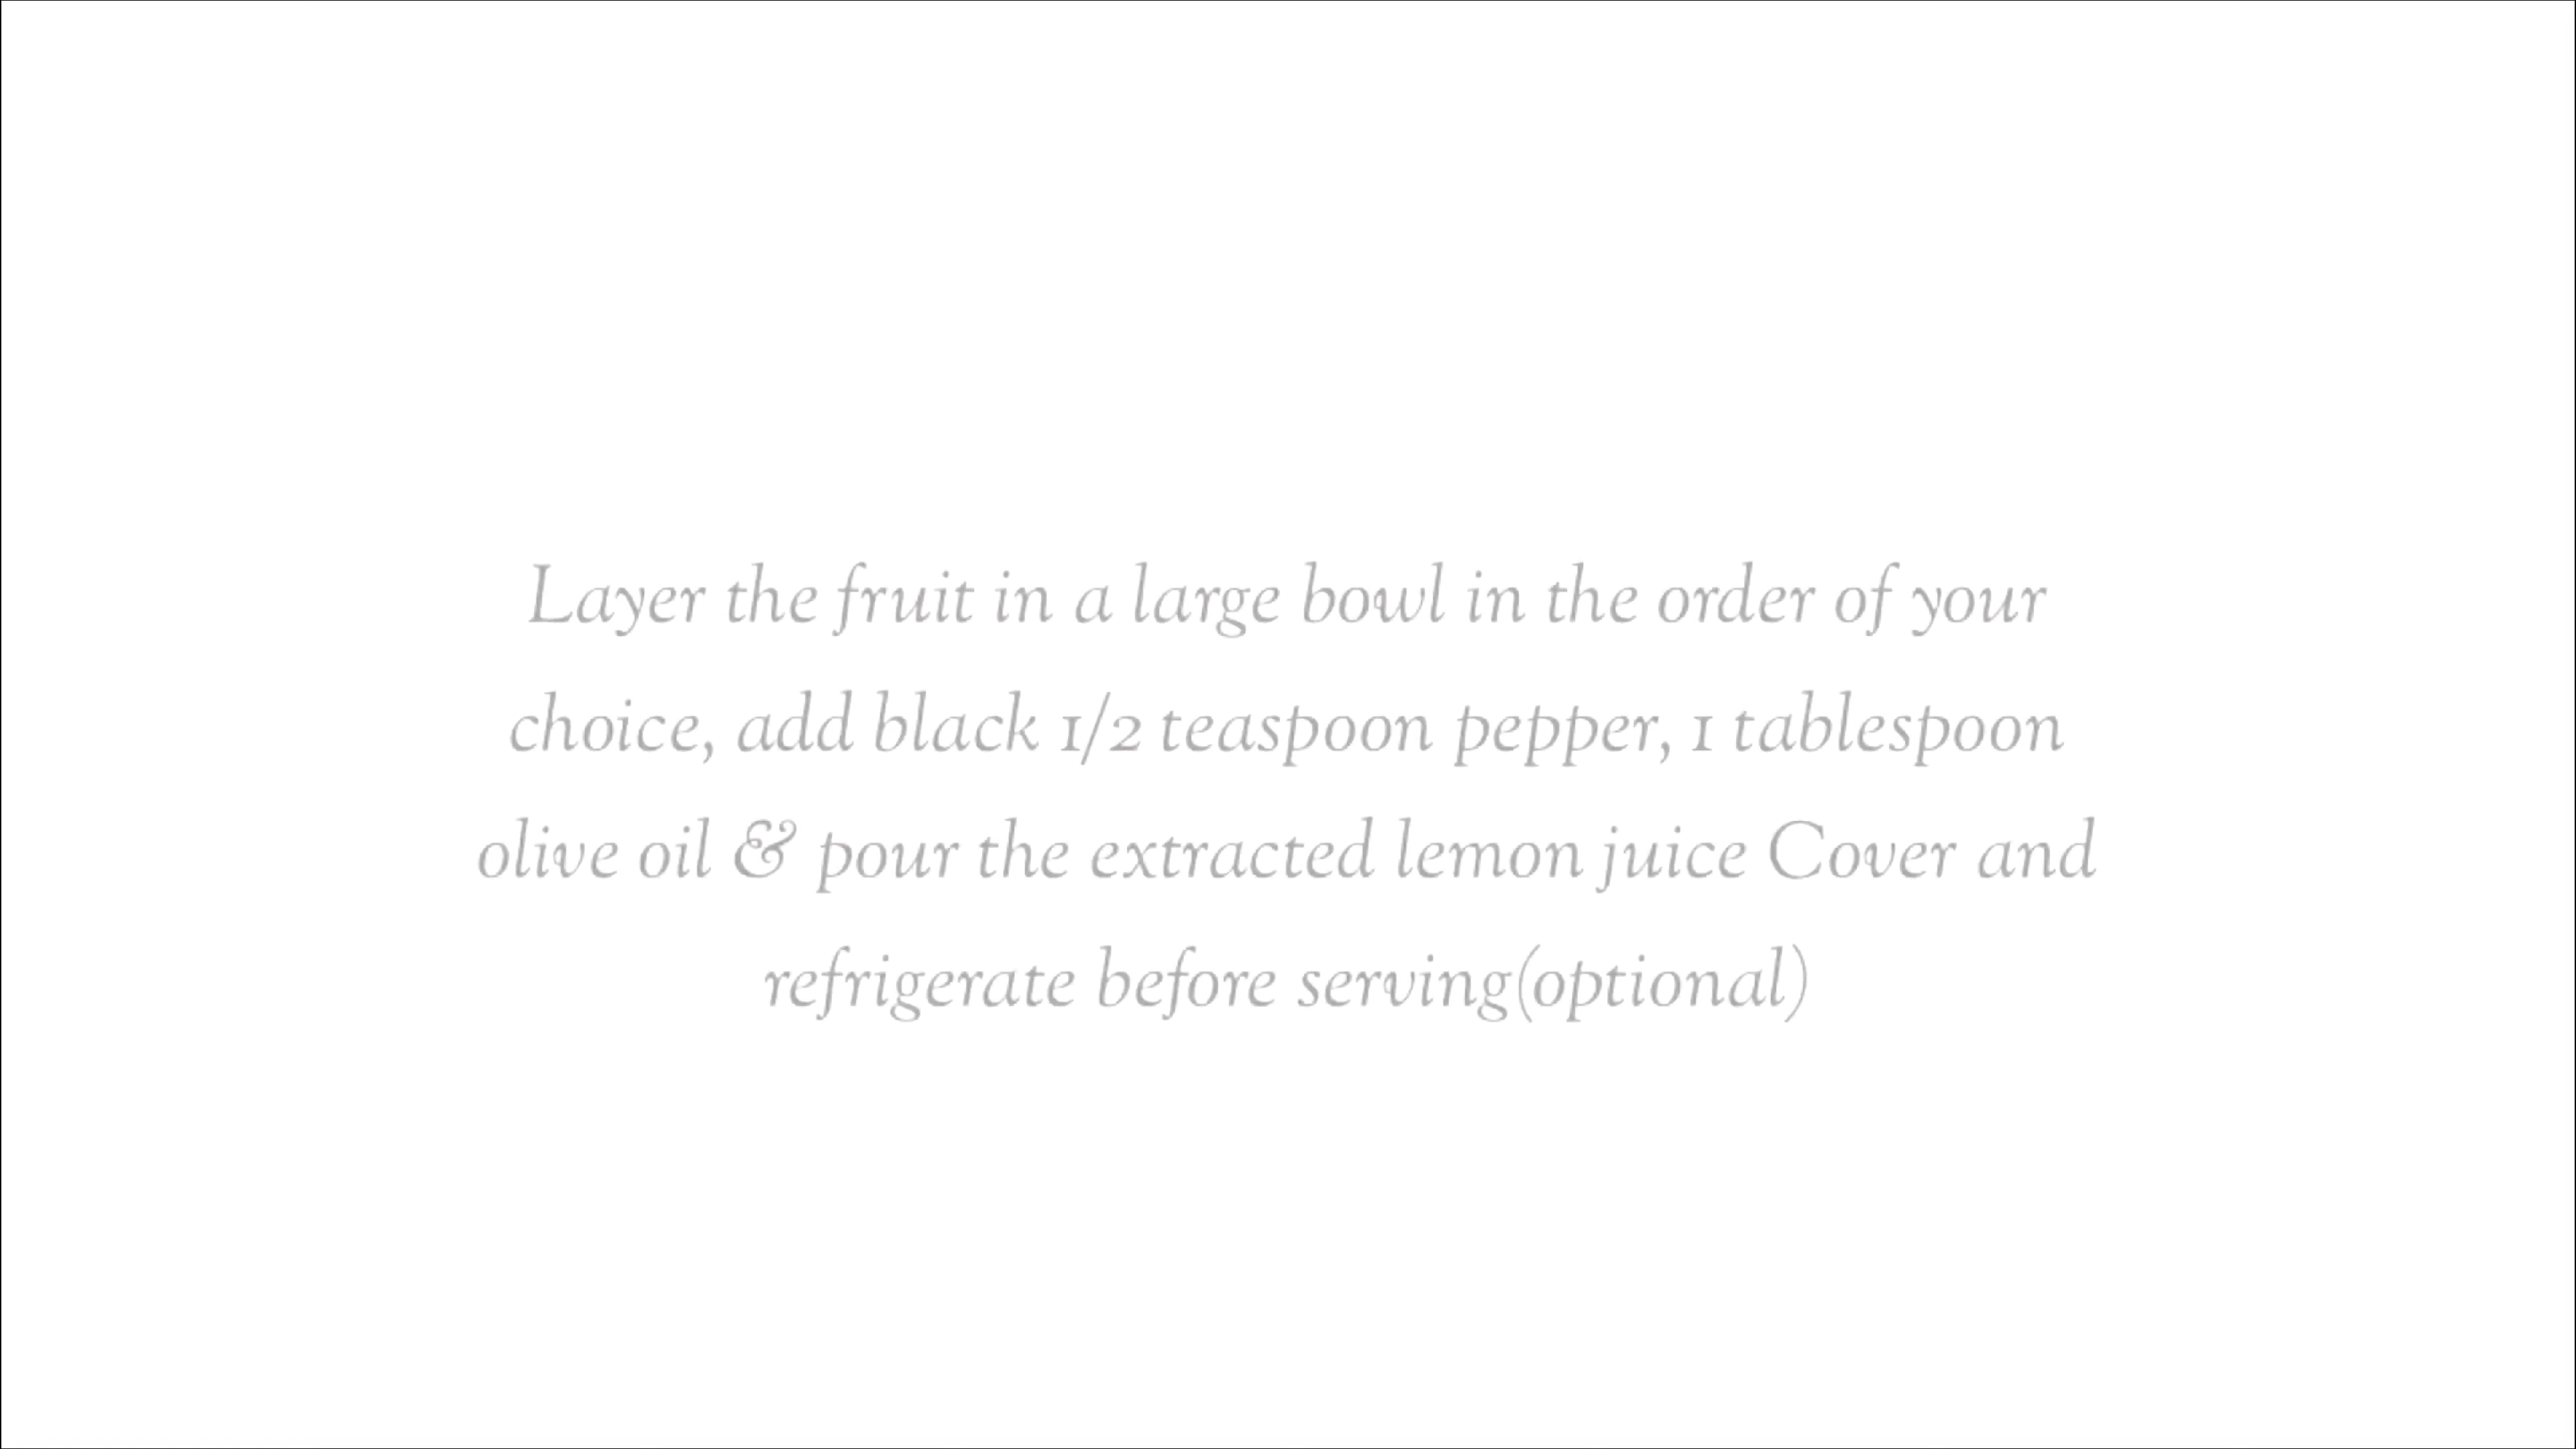 Layer the fruit in a large bowl in the order of your
choice, add black 1/2 teaspoon pepper, 1 tablespoon
olive oil & pour the extracted lemon juice Cover and
refrigerate before serving(optional)